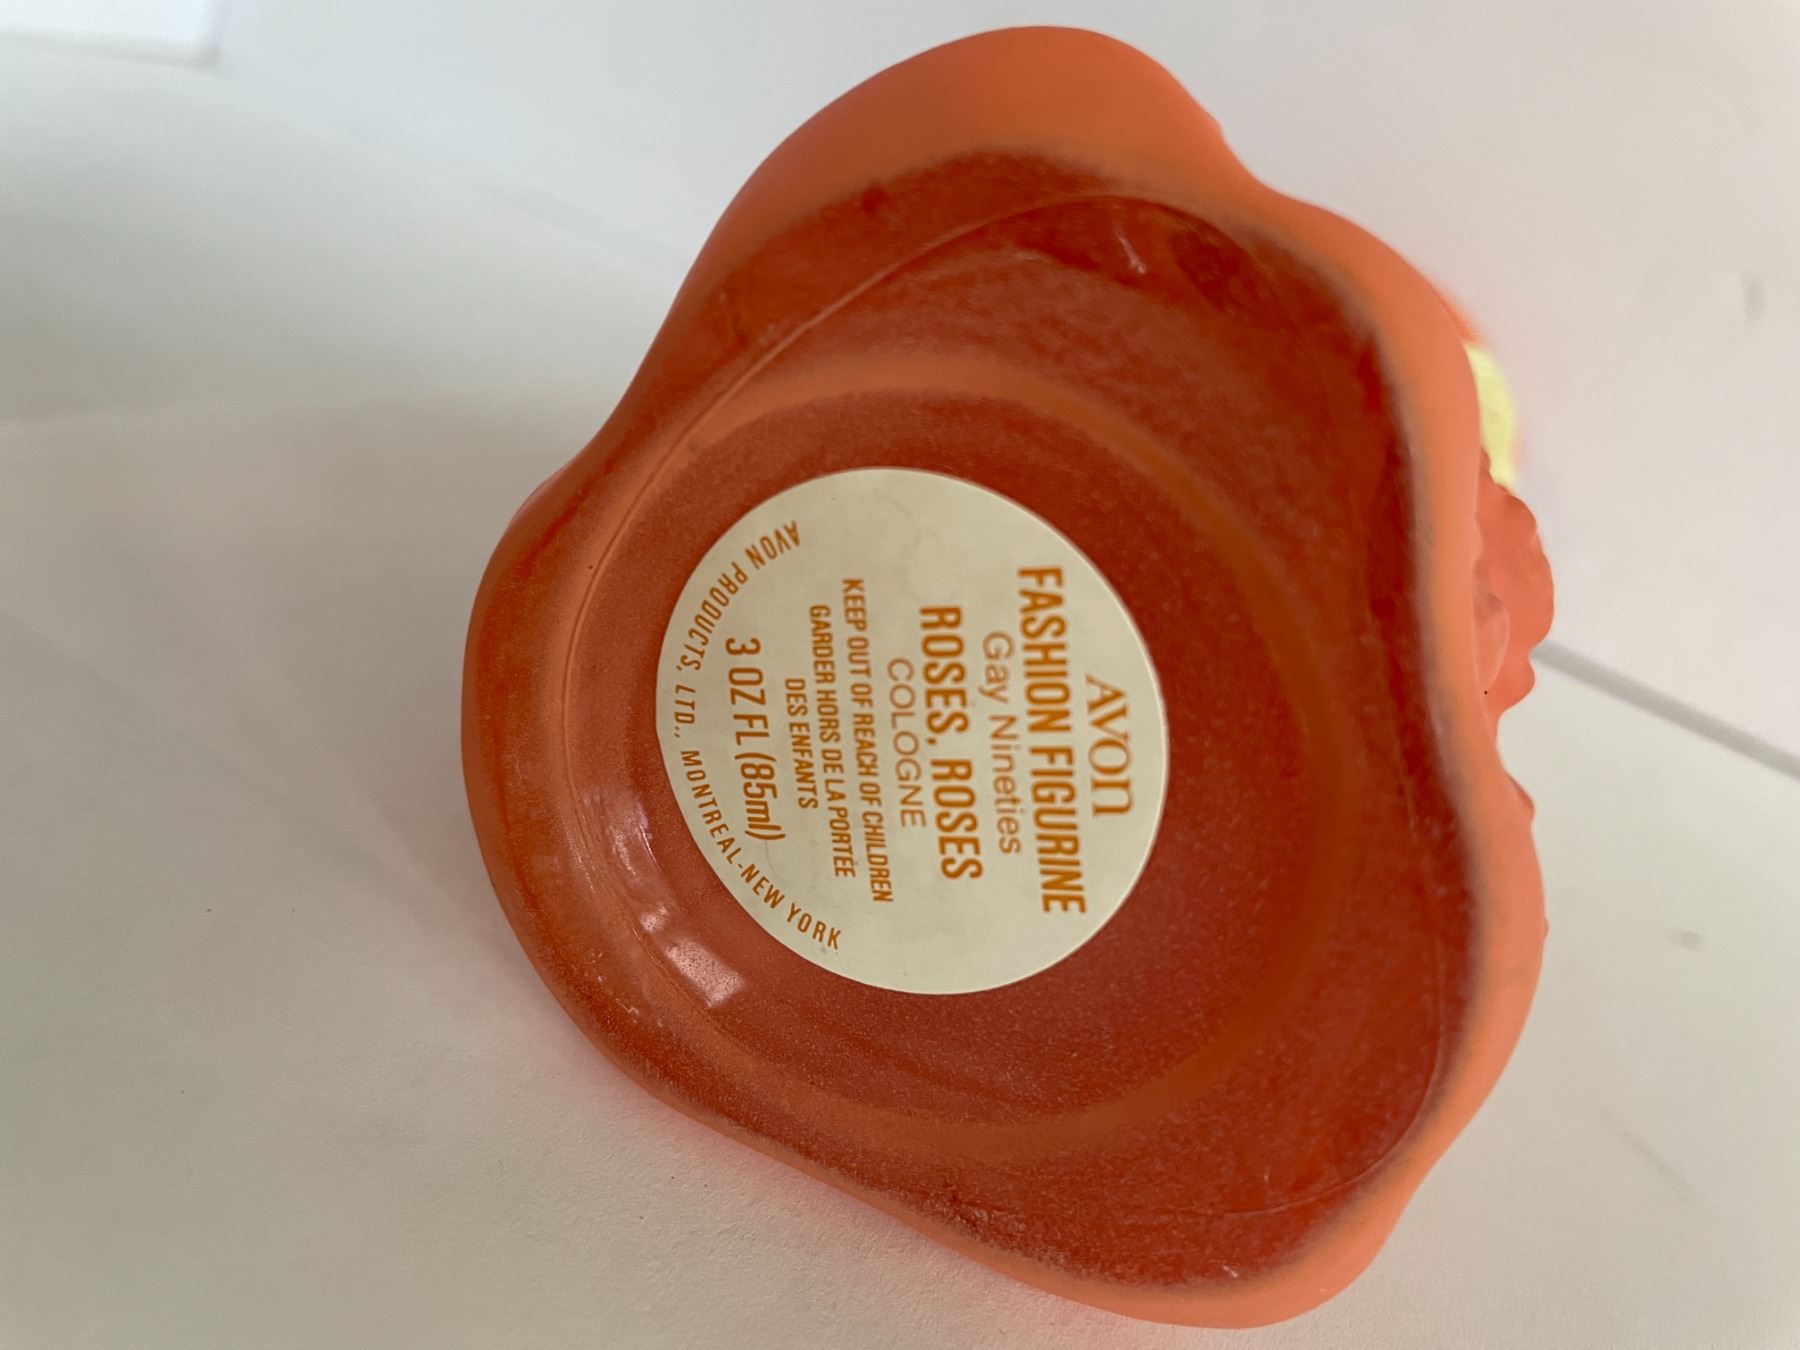 AVON
FASHION FIGURINE
Gay Nineties
ROSES, ROSES
COLOGNE
KEEP OUT OF REACH OF CHILDREN
GARDER HORS DE LA PORTÉE
DES ENFANTS
3 OZ FL (85ml)
AVON PRODUCTS, LTD., MONTREAL-NEW YORK